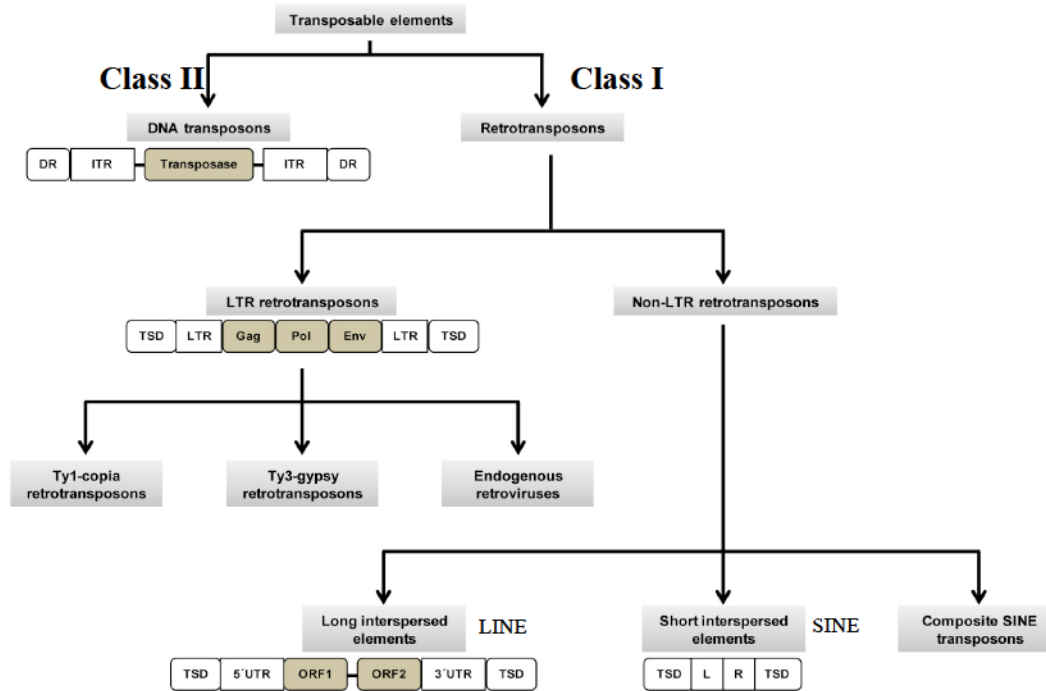 Transposable elements
Class II
Class I
DNA transposons
Retrotransposons
DR ITR Transposase ITR DR
LTR retrotransposons
Non-LTR retrotransposons
TSD LTR Gag Pol Env LTR TSD
Ty1-copia
retrotransposons
Ty3-gypsy
retrotransposons
Endogenous
retroviruses
Long interspersed
elements
LINE
Short interspersed
elements
SINE
Composite SINE
transposons
TSD 5´UTR ORF1 ORF2 3´UTR TSD
TSD L R TSD